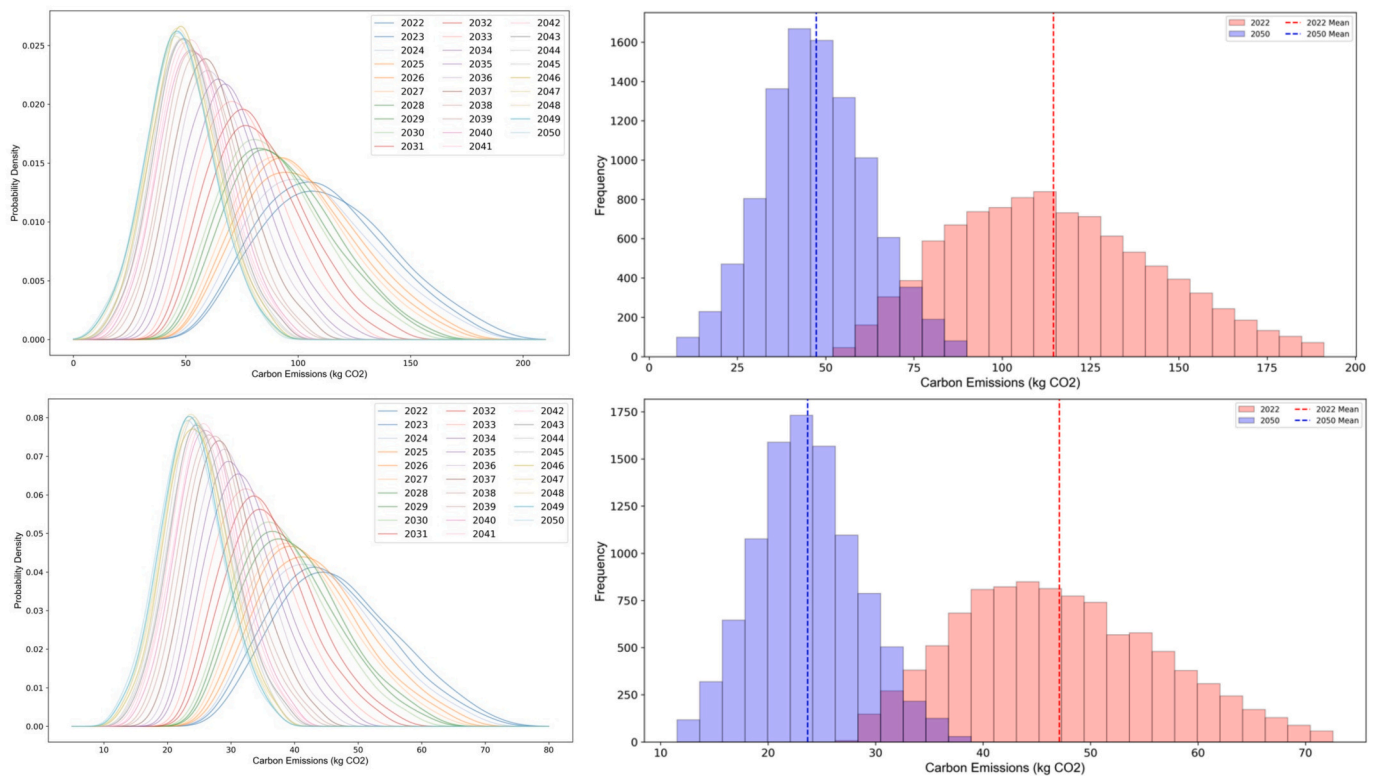 2022 2032 2042
2023 2033 2043
2024 2034 2044
2025 2035 2045
2026 2036 2046
2027 2037 2047
2028 2038 2048
2029 2039 2049
2030 2040 2050
2031 2041
0.025
0.020
0.015
0.010
0.005
0.000
Probability Density
0 50 100 150 200
Carbon Emissions (kg CO2)
2022 2022 Mean
2050 2050 Mean
1600
1400
1200
1000
800
600
400
200
0
Frequency
0 25 50 75 100 125 150 175 200
Carbon Emissions (kg CO2)
2022 2032 2042
2023 2033 2043
2024 2034 2044
2025 2035 2045
2026 2036 2046
2027 2037 2047
2028 2038 2048
2029 2039 2049
2030 2040 2050
2031 2041
0.08
0.07
0.06
0.05
0.04
0.03
0.02
0.01
0.00
Probability Density
10 20 30 40 50 60 70 80
Carbon Emissions (kg CO2)
2022 2022 Mean
2050 2050 Mean
1750
1500
1250
1000
750
500
250
0
Frequency
10 20 30 40 50 60 70
Carbon Emissions (kg CO2)